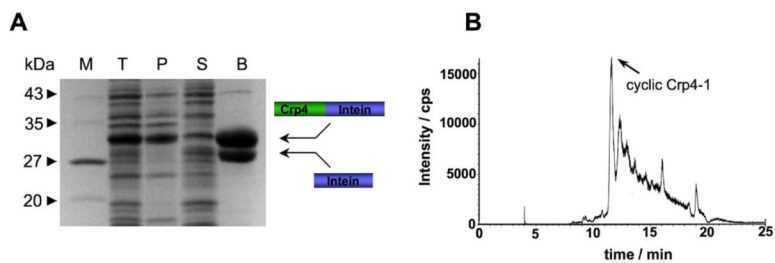 A
kDa M T P S B
43
35
27
20
Crp4 Intein
Intein
B
Intensity / cps
15000
10000
5000
0
cyclic Crp4-1
0 5 10 15 20 25
time / min